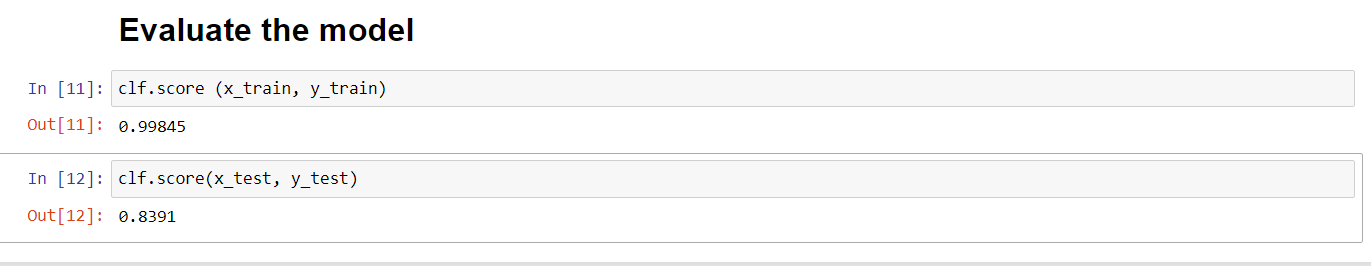 Evaluate the model
In [11]: clf.score (x_train, y_train)
Out[11]: 0.99845
In [12]: clf.score(x_test, y_test)
Out[12]: 0.8391